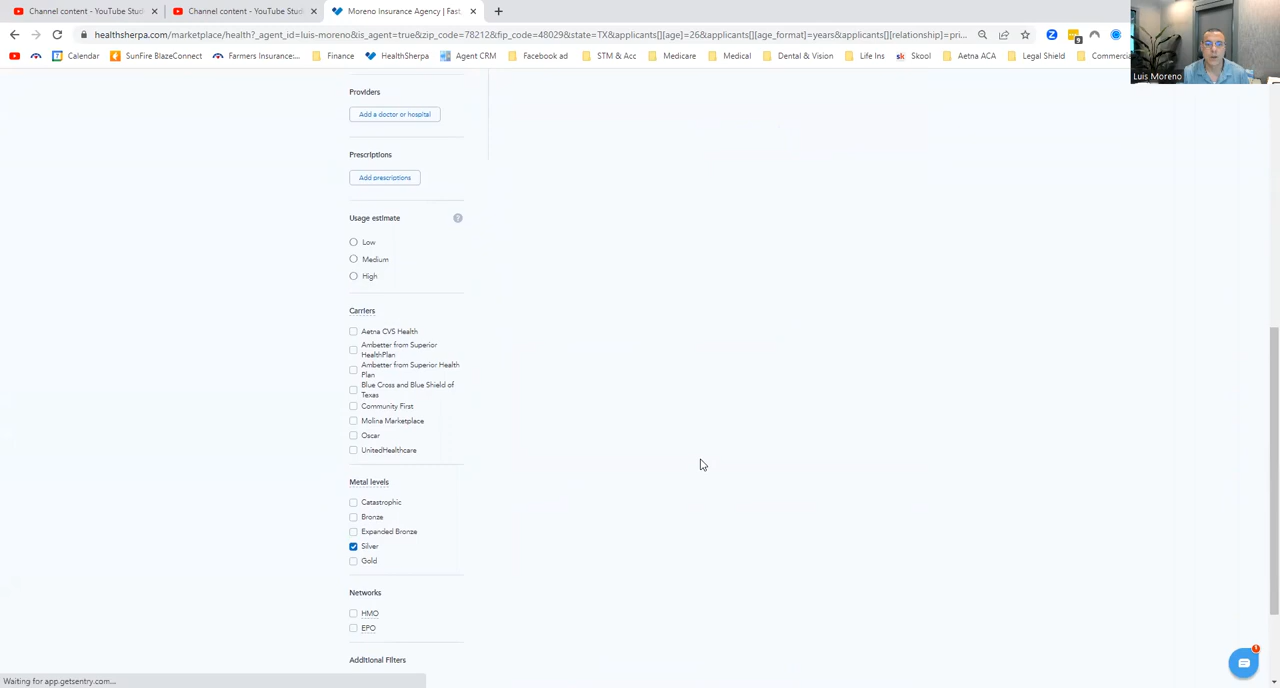 Channel content - YouTube Stud
Channel content - YouTube Stud
Moreno Insurance Agency | Fast
healthsherpa.com/marketplace/health?_agent_id=luis-moreno&is_agent=true&zip_code=78212&fip_code=48029&state=TX&applicants[][age]=26&applicants[][age_format]=years&applicants[][relationship]=pri...
Calendar
SunFire BlazeConnect
Farmers Insurance:...
Finance
HealthSherpa
Agent CRM
Facebook ad
STM & Acc
Medicare
Medical
Dental & Vision
Life Ins
sk Skool
Aetna ACA
Legal Shield
Commerc
9
Luis Moreno
Providers
Add a doctor or hospital
Prescriptions
Add prescriptions
Usage estimate ?
Low
Medium
High
Carriers
Aetna CVS Health
Ambetter from Superior
HealthPlan
Ambetter from Superior Health
Plan
Blue Cross and Blue Shield of
Texas
Community First
Molina Marketplace
Oscar
UnitedHealthcare
Metal levels
Catastrophic
Bronze
Expanded Bronze
Silver
Gold
Networks
HMO
EPO
Additional Filters
Waiting for app.getsentry.com...